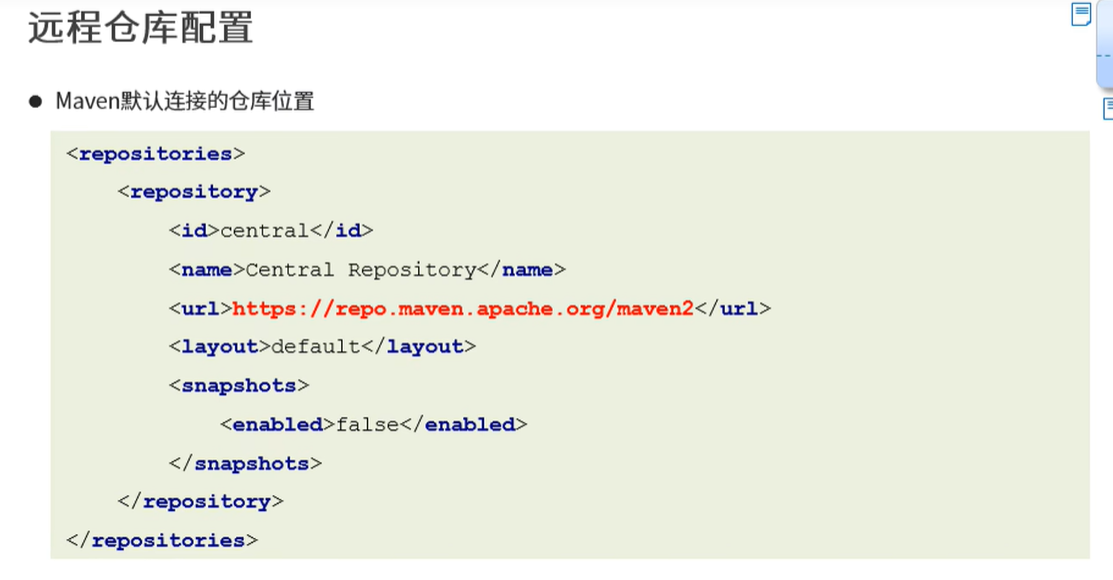 远程仓库配置
● Maven默认连接的仓库位置
<repositories>
<repository>
<id>central</id>
<name>Central Repository</name>
<url>https://repo.maven.apache.org/maven2</url>
<layout>default</layout>
<snapshots>
<enabled>false</enabled>
</snapshots>
</repository>
</repositories>